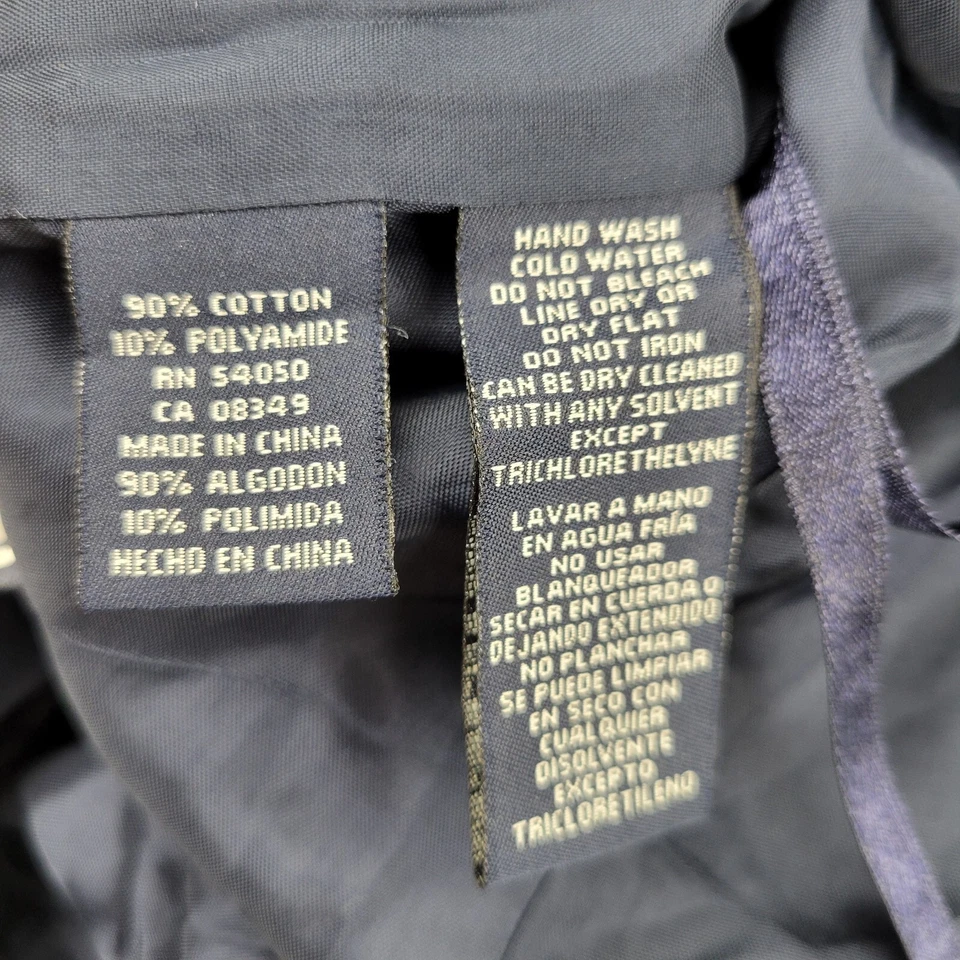 90% COTTON
10% POLYAMIDE
RN 54050
CA 08349
MADE IN CHINA
90% ALGODON
10% POLIMIDA
HECHO EN CHINA
HAND WASH
COLD WATER
DO NOT BLEACH
LINE DRY OR
DRY FLAT
DO NOT IRON
CAN BE DRY CLEANED
WITH ANY SOLVENT
EXCEPT
TRICHLORETHELYNE
LAVAR A MANO
EN AGUA FRÍA
NO USAR
BLANQUEADOR
SECAR EN CUERDA O
DEJANDO EXTENDIDO
NO PLANCHAR
SE PUEDE LIMPIAR
EN SECO CON
CUALQUIER
DISOLVENTE
EXCEPTO
TRICLORETILENO